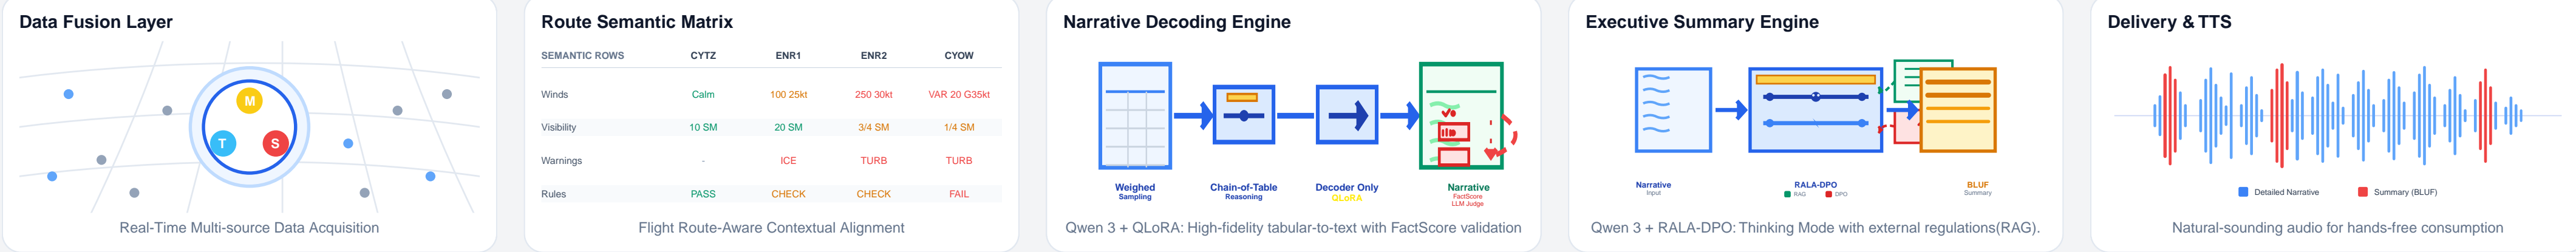 Data Fusion Layer
M
T
S
Real-Time Multi-source Data Acquisition
Route Semantic Matrix
SEMANTIC ROWS CYTZ ENR1 ENR2 CYOW
Winds Calm 100 25kt 250 30kt VAR 20 G35kt
Visibility 10 SM 20 SM 3/4 SM 1/4 SM
Warnings - ICE TURB TURB
Rules PASS CHECK CHECK FAIL
Flight Route-Aware Contextual Alignment
Narrative Decoding Engine
Weighed
Sampling
Chain-of-Table
Reasoning
Decoder Only
QLoRA
Narrative
FactScore
LLM Judge
Qwen 3 + QLoRA: High-fidelity tabular-to-text with FactScore validation
Executive Summary Engine
Narrative
Input
RALA-DPO
RAG DPO
BLUF
Summary
Qwen 3 + RALA-DPO: Thinking Mode with external regulations(RAG).
Delivery & TTS
Detailed Narrative Summary (BLUF)
Natural-sounding audio for hands-free consumption